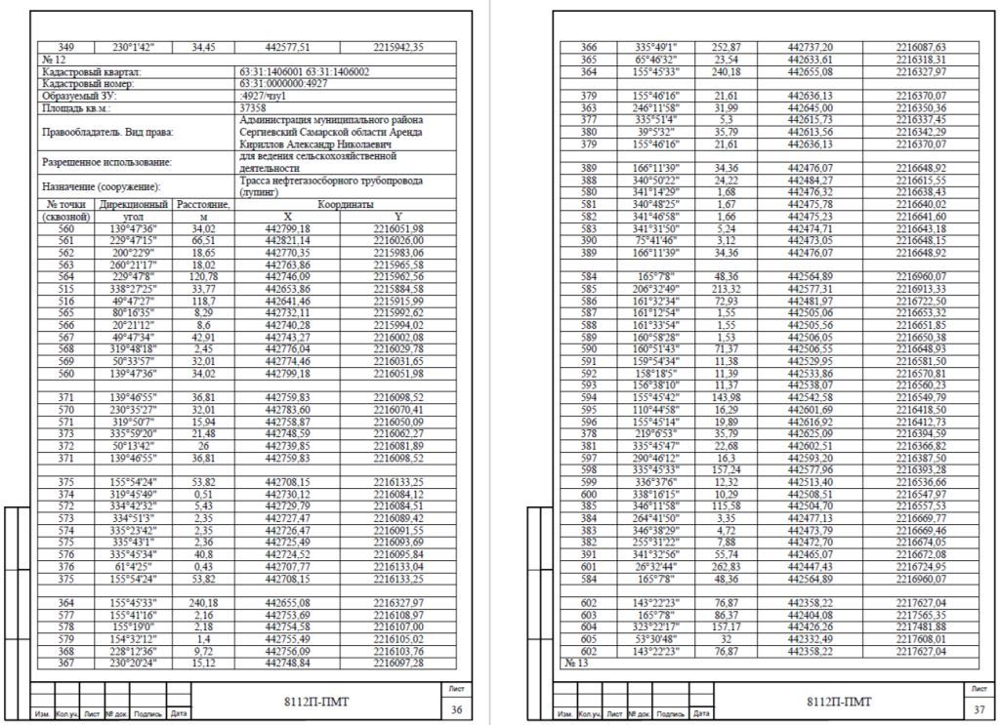 349 230°1'42" 34,45 442577,51 2215942,35
№ 12
Кадастровый квартал: 63:31:1406001 63:31:1406002
Кадастровый номер: 63:31:0000000:4927
Образуемый ЗУ: :4927/чзу1
Площадь кв.м.: 37358
Правообладатель. Вид права: Администрация муниципального района
Сергиевский Самарской области Аренда
Кириллов Александр Николаевич
Разрешенное использование: для ведения сельскохозяйственной
деятельности
Назначение (сооружение): Трасса нефтегазосборного трубопровода
(лупинг)
№ точки Дирекционный Расстояние, Координаты
(сквозной) угол м X Y
560 139°47'36" 34,02 442799,18 2216051,98
561 229°47'15" 66,51 442821,14 2216026,00
562 200°22'9" 18,65 442770,35 2215983,06
563 260°21'17" 18,02 442763,86 2215965,58
564 229°47'8" 120,78 442746,09 2215962,56
515 338°27'25" 33,77 442653,86 2215884,58
516 49°47'27" 118,7 442641,46 2215915,99
565 80°16'35" 8,29 442732,11 2215992,62
566 20°21'12" 8,6 442740,28 2215994,02
567 49°47'34" 42,91 442743,27 2216002,08
568 319°48'18" 2,45 442776,04 2216029,78
569 50°33'57" 32,01 442774,46 2216031,65
560 139°47'36" 34,02 442799,18 2216051,98
371 139°46'55" 36,81 442759,83 2216098,52
570 230°35'27" 32,01 442783,60 2216070,41
571 319°50'7" 15,94 442758,87 2216050,09
373 335°59'20" 21,48 442748,59 2216062,27
372 50°13'42" 26 442739,85 2216081,89
371 139°46'55" 36,81 442759,83 2216098,52
375 155°54'24" 53,82 442708,15 2216133,25
374 319°45'49" 0,51 442730,12 2216084,12
572 334°42'32" 5,43 442729,79 2216084,51
573 334°51'3" 2,35 442727,47 2216089,42
574 335°23'42" 2,35 442726,47 2216091,55
575 335°43'1" 2,36 442725,49 2216093,69
576 335°45'34" 40,8 442724,52 2216095,84
376 61°4'25" 0,43 442707,77 2216133,04
375 155°54'24" 53,82 442708,15 2216133,25
364 155°45'33" 240,18 442655,08 2216327,97
577 155°41'16" 2,16 442753,69 2216108,97
578 155°19'0" 2,18 442754,58 2216107,00
579 154°32'12" 1,4 442755,49 2216105,02
368 228°12'36" 9,72 442756,09 2216103,76
367 230°20'24" 15,12 442748,84 2216097,28
8112П-ПМТ
Изм. Кол.уч. Лист № док. Подпись Дата
Лист
36
366 335°49'1" 252,87 442737,20 2216087,63
365 65°46'32" 23,54 442633,61 2216318,31
364 155°45'33" 240,18 442655,08 2216327,97
379 155°46'16" 21,61 442636,13 2216370,07
363 246°11'58" 31,99 442645,00 2216350,36
377 335°51'4" 5,3 442615,73 2216337,45
380 39°5'32" 35,79 442613,56 2216342,29
379 155°46'16" 21,61 442636,13 2216370,07
389 166°11'39" 34,36 442476,07 2216648,92
388 340°50'22" 24,22 442484,27 2216615,55
580 341°14'29" 1,68 442476,32 2216638,43
581 340°48'25" 1,67 442475,78 2216640,02
582 341°46'58" 1,66 442475,23 2216641,60
583 341°31'50" 5,24 442474,71 2216643,18
390 75°41'46" 3,12 442473,05 2216648,15
389 166°11'39" 34,36 442476,07 2216648,92
584 165°7'8" 48,36 442564,89 2216960,07
585 206°32'49" 213,32 442577,31 2216913,33
586 161°32'34" 72,93 442481,97 2216722,50
587 161°12'54" 1,55 442505,06 2216653,32
588 161°33'54" 1,55 442505,56 2216651,85
589 160°58'28" 1,53 442506,05 2216650,38
590 160°51'43" 71,37 442506,55 2216648,93
591 159°54'34" 11,38 442529,95 2216581,50
592 158°18'5" 11,39 442533,86 2216570,81
593 156°38'10" 11,37 442538,07 2216560,23
594 155°45'42" 143,98 442542,58 2216549,79
595 110°44'58" 16,29 442601,69 2216418,50
596 155°45'14" 19,89 442616,92 2216412,73
378 219°6'53" 35,79 442625,09 2216394,59
381 335°45'47" 22,68 442602,51 2216366,82
597 290°46'12" 16,3 442593,20 2216387,50
598 335°45'33" 157,24 442577,96 2216393,28
599 336°37'6" 12,32 442513,40 2216536,66
600 338°16'15" 10,29 442508,51 2216547,97
385 346°11'58" 115,58 442504,70 2216557,53
384 264°41'50" 3,35 442477,13 2216669,77
383 346°38'29" 4,72 442473,79 2216669,46
382 255°31'22" 7,88 442472,70 2216674,05
391 341°32'56" 55,74 442465,07 2216672,08
601 26°32'44" 262,83 442447,43 2216724,95
584 165°7'8" 48,36 442564,89 2216960,07
602 143°22'23" 76,87 442358,22 2217627,04
603 165°7'8" 86,37 442404,08 2217565,35
604 323°22'17" 157,17 442426,26 2217481,88
605 53°30'48" 32 442332,49 2217608,01
602 143°22'23" 76,87 442358,22 2217627,04
№ 13
8112П-ПМТ
Изм. Кол.уч. Лист № док. Подпись Дата
Лист
37